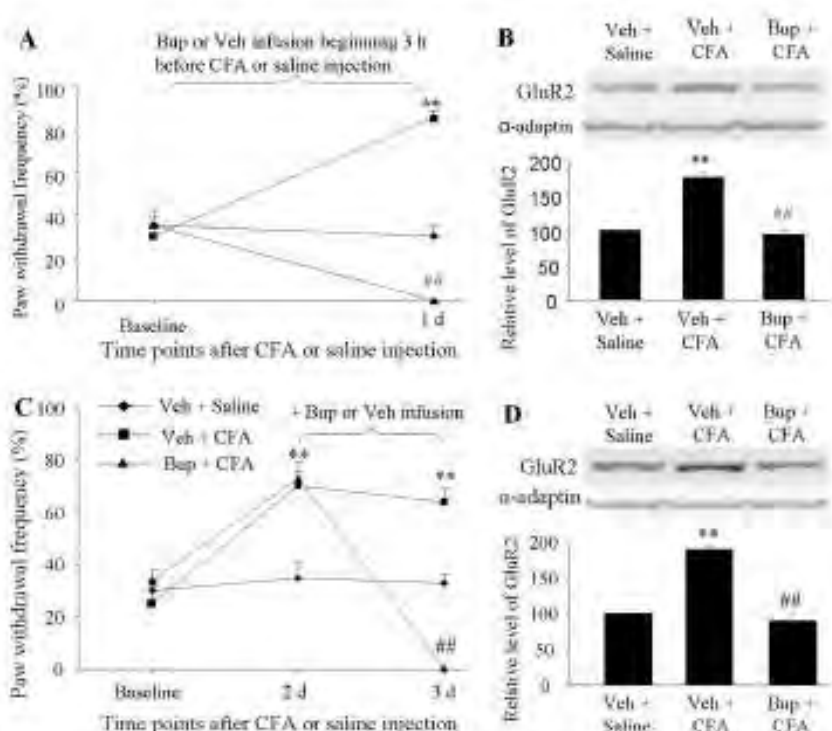 A
Bup or Veh infusion beginning 3 h
before CFA or saline injection
Paw withdrawal frequency (%)
100
80
60
40
20
0
**
##
Baseline
1 d
Time points after CFA or saline injection
B
Veh +
Saline
Veh +
CFA
Bup +
CFA
GluR2
α-adaptin
Relative level of GluR2
200
150
100
50
0
**
##
Veh +
Saline
Veh +
CFA
Bup +
CFA
C
Veh + Saline
Veh + CFA
Bup + CFA
+ Bup or Veh infusion
Paw withdrawal frequency (%)
100
80
60
40
20
0
**
**
##
Baseline
2 d
3 d
Time points after CFA or saline injection
D
Veh +
Saline
Veh +
CFA
Bup +
CFA
GluR2
α-adaptin
Relative level of GluR2
200
150
100
50
0
**
##
Veh +
Saline
Veh +
CFA
Bup +
CFA